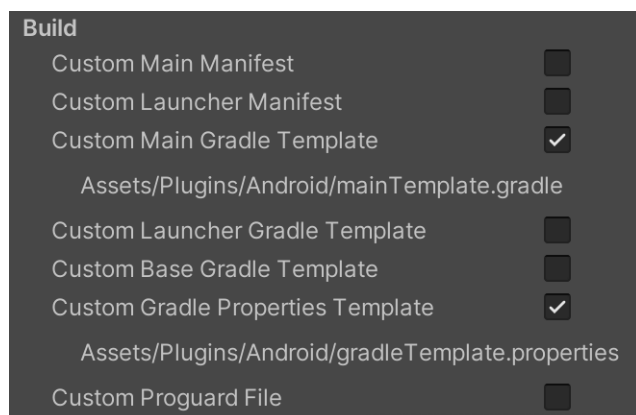 Build
Custom Main Manifest
Custom Launcher Manifest
Custom Main Gradle Template
Assets/Plugins/Android/mainTemplate.gradle
Custom Launcher Gradle Template
Custom Base Gradle Template
Custom Gradle Properties Template
Assets/Plugins/Android/gradleTemplate.properties
Custom Proguard File